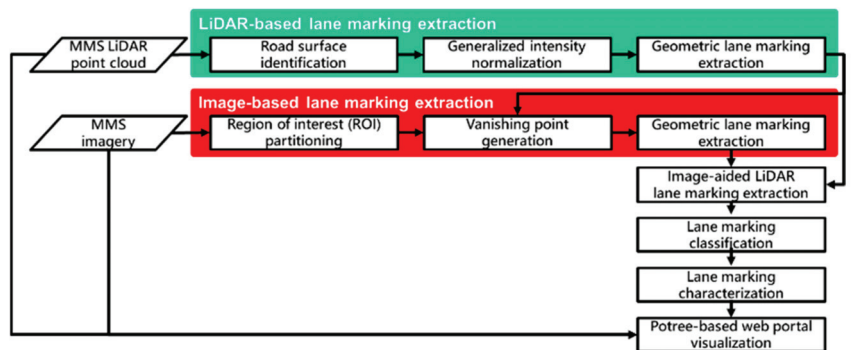 LiDAR-based lane marking extraction
MMS LiDAR
point cloud
Road surface
identification
Generalized intensity
normalization
Geometric lane marking
extraction
Image-based lane marking extraction
MMS
imagery
Region of interest (ROI)
partitioning
Vanishing point
generation
Geometric lane marking
extraction
Image-aided LiDAR
lane marking extraction
Lane marking
classification
Lane marking
characterization
Potree-based web portal
visualization